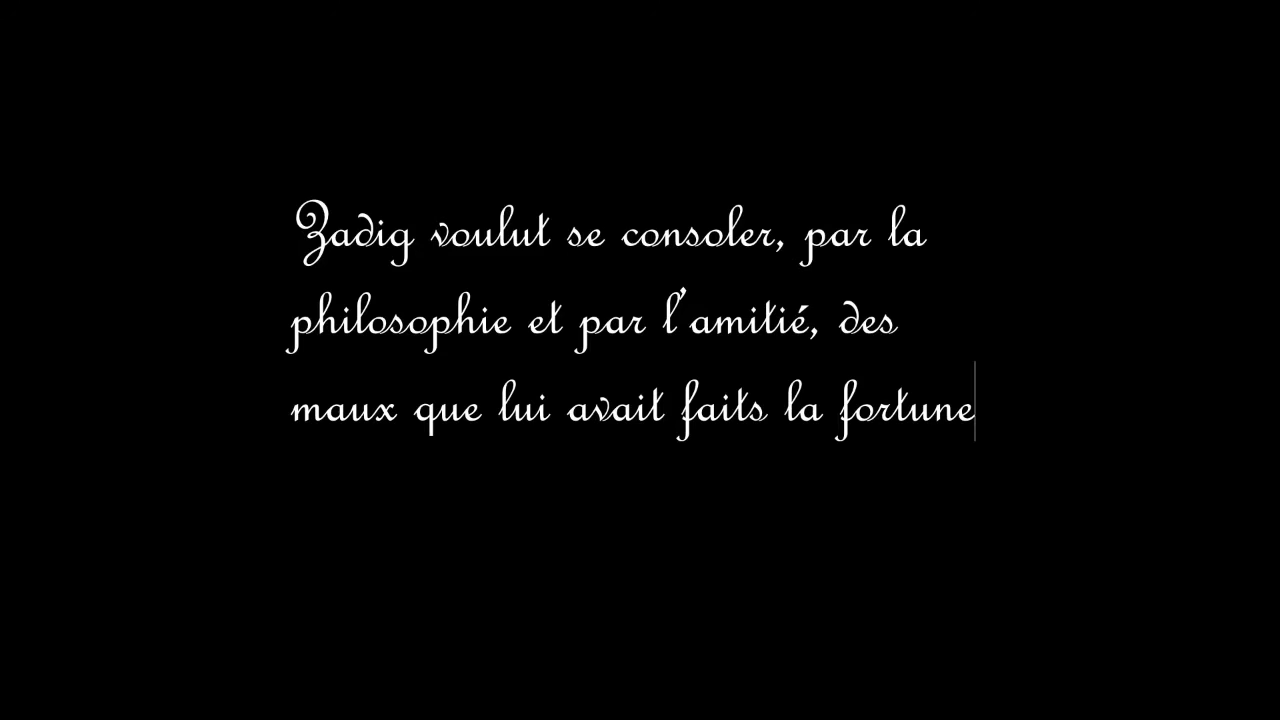 Zadig voulut se consoler, par la
philosophie et par l'amitié, des
maux que lui avait faits la fortune